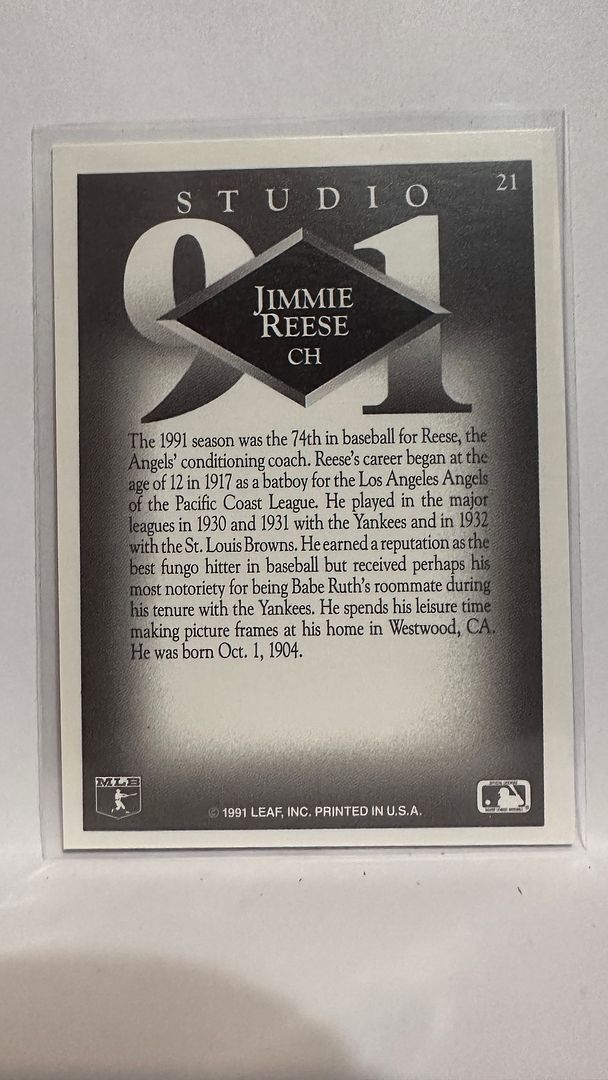 21
STUDIO
91
JIMMIE
REESE
CH
The 1991 season was the 74th in baseball for Reese, the
Angels' conditioning coach. Reese's career began at the
age of 12 in 1917 as a batboy for the Los Angeles Angels
of the Pacific Coast League. He played in the major
leagues in 1930 and 1931 with the Yankees and in 1932
with the St. Louis Browns. He earned a reputation as the
best fungo hitter in baseball but received perhaps his
most notoriety for being Babe Ruth's roommate during
his tenure with the Yankees. He spends his leisure time
making picture frames at his home in Westwood, CA.
He was born Oct. 1, 1904.
MLB
© 1991 LEAF, INC. PRINTED IN U.S.A.